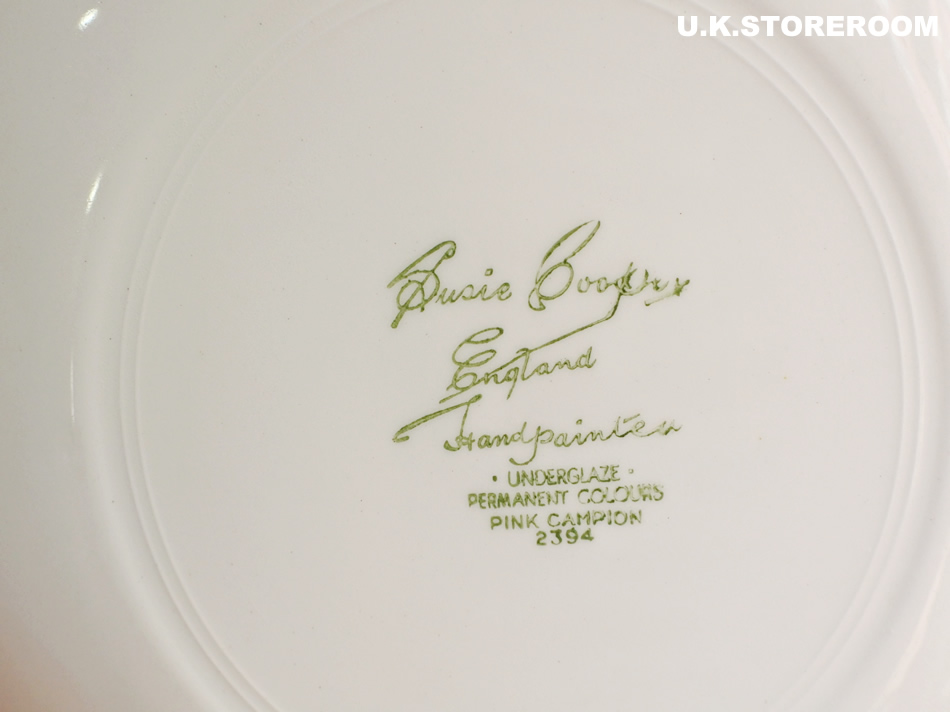 U.K.STOREROOM
Susie Cooper
England
Handpainted
· UNDERGLAZE ·
PERMANENT COLOURS
PINK CAMPION
2394